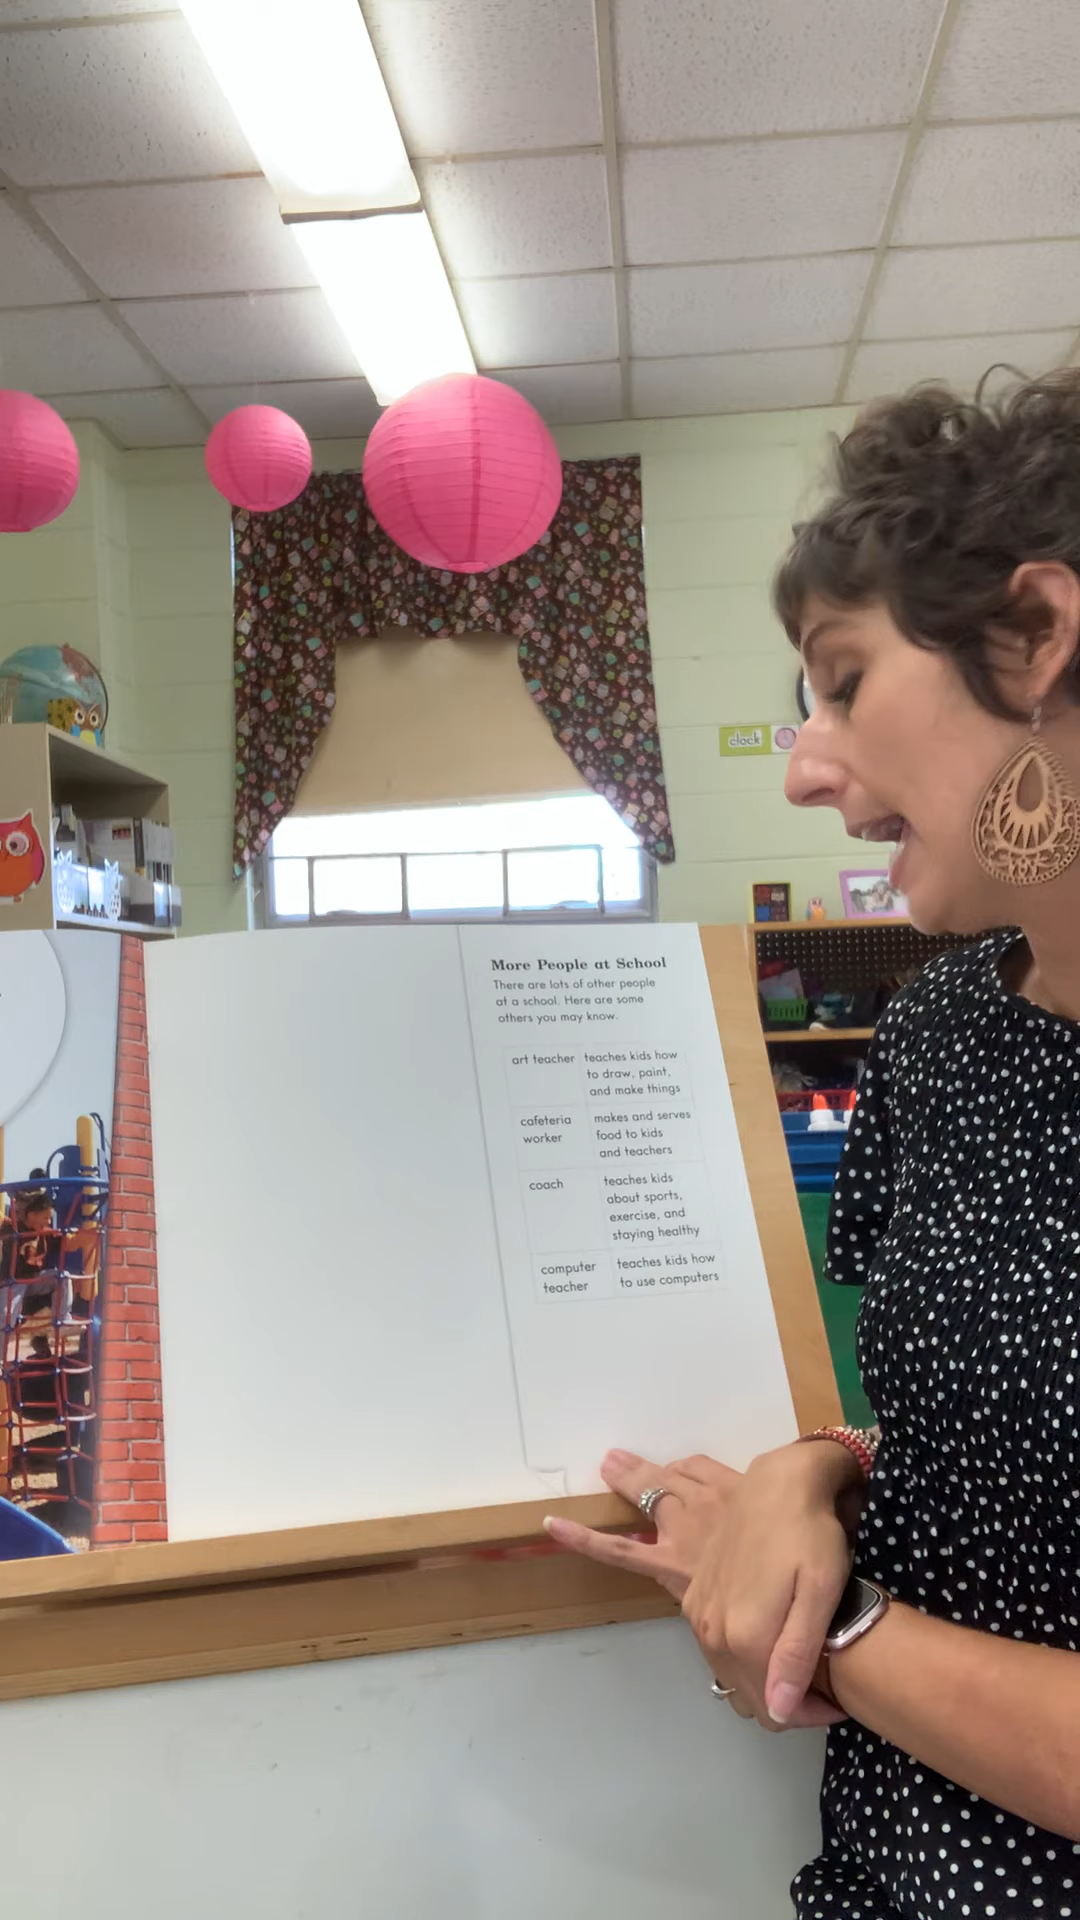 clock
More People at School
There are lots of other people
at a school. Here are some
others you may know.
art teacher teaches kids how
to draw, paint,
and make things
cafeteria makes and serves
worker food to kids
and teachers
coach teaches kids
about sports,
exercise, and
staying healthy
computer teaches kids how
teacher to use computers